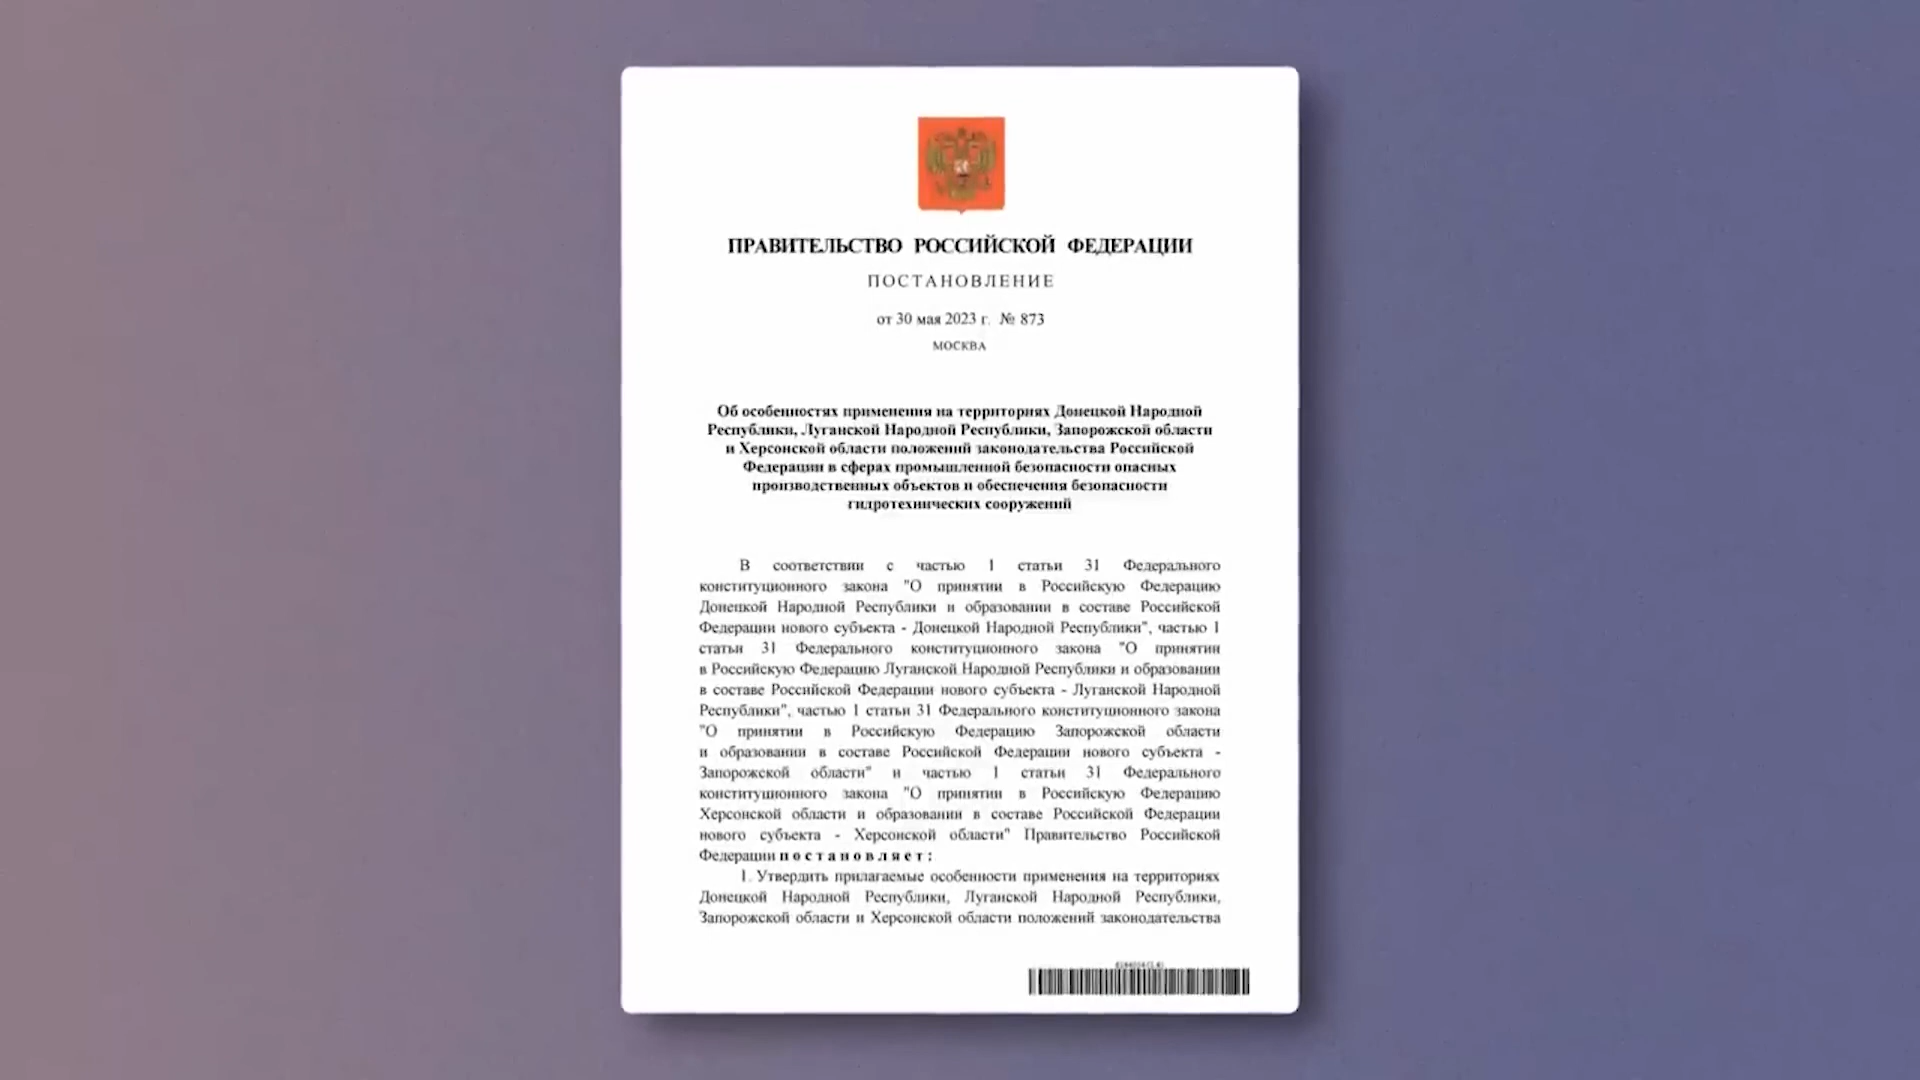 ПРАВИТЕЛЬСТВО РОССИЙСКОЙ ФЕДЕРАЦИИ
ПОСТАНОВЛЕНИЕ
от 30 мая 2023 г. № 873
МОСКВА
Об особенностях применения на территориях Донецкой Народной
Республики, Луганской Народной Республики, Запорожской области
и Херсонской области положений законодательства Российской
Федерации в сферах промышленной безопасности опасных
производственных объектов и обеспечения безопасности
гидротехнических сооружений
В соответствии с частью 1 статьи 31 Федерального
конституционного закона "О принятии в Российскую Федерацию
Донецкой Народной Республики и образовании в составе Российской
Федерации нового субъекта - Донецкой Народной Республики", частью 1
статьи 31 Федерального конституционного закона "О принятии
в Российскую Федерацию Луганской Народной Республики и образовании
в составе Российской Федерации нового субъекта - Луганской Народной
Республики", частью 1 статьи 31 Федерального конституционного закона
"О принятии в Российскую Федерацию Запорожской области
и образовании в составе Российской Федерации нового субъекта -
Запорожской области" и частью 1 статьи 31 Федерального
конституционного закона "О принятии в Российскую Федерацию
Херсонской области и образовании в составе Российской Федерации
нового субъекта - Херсонской области" Правительство Российской
Федерации постановляет:
1. Утвердить прилагаемые особенности применения на территориях
Донецкой Народной Республики, Луганской Народной Республики,
Запорожской области и Херсонской области положений законодательства